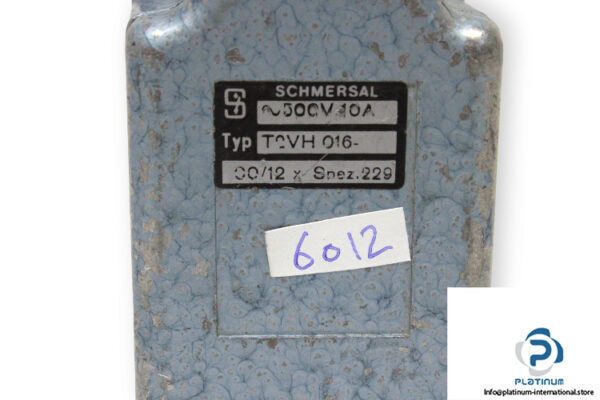 SCHMERSAL
~500V 10A
Typ T2VH 016-
00/12 x Spez.229
6012
PLATINUM
Info@platinum-international.store